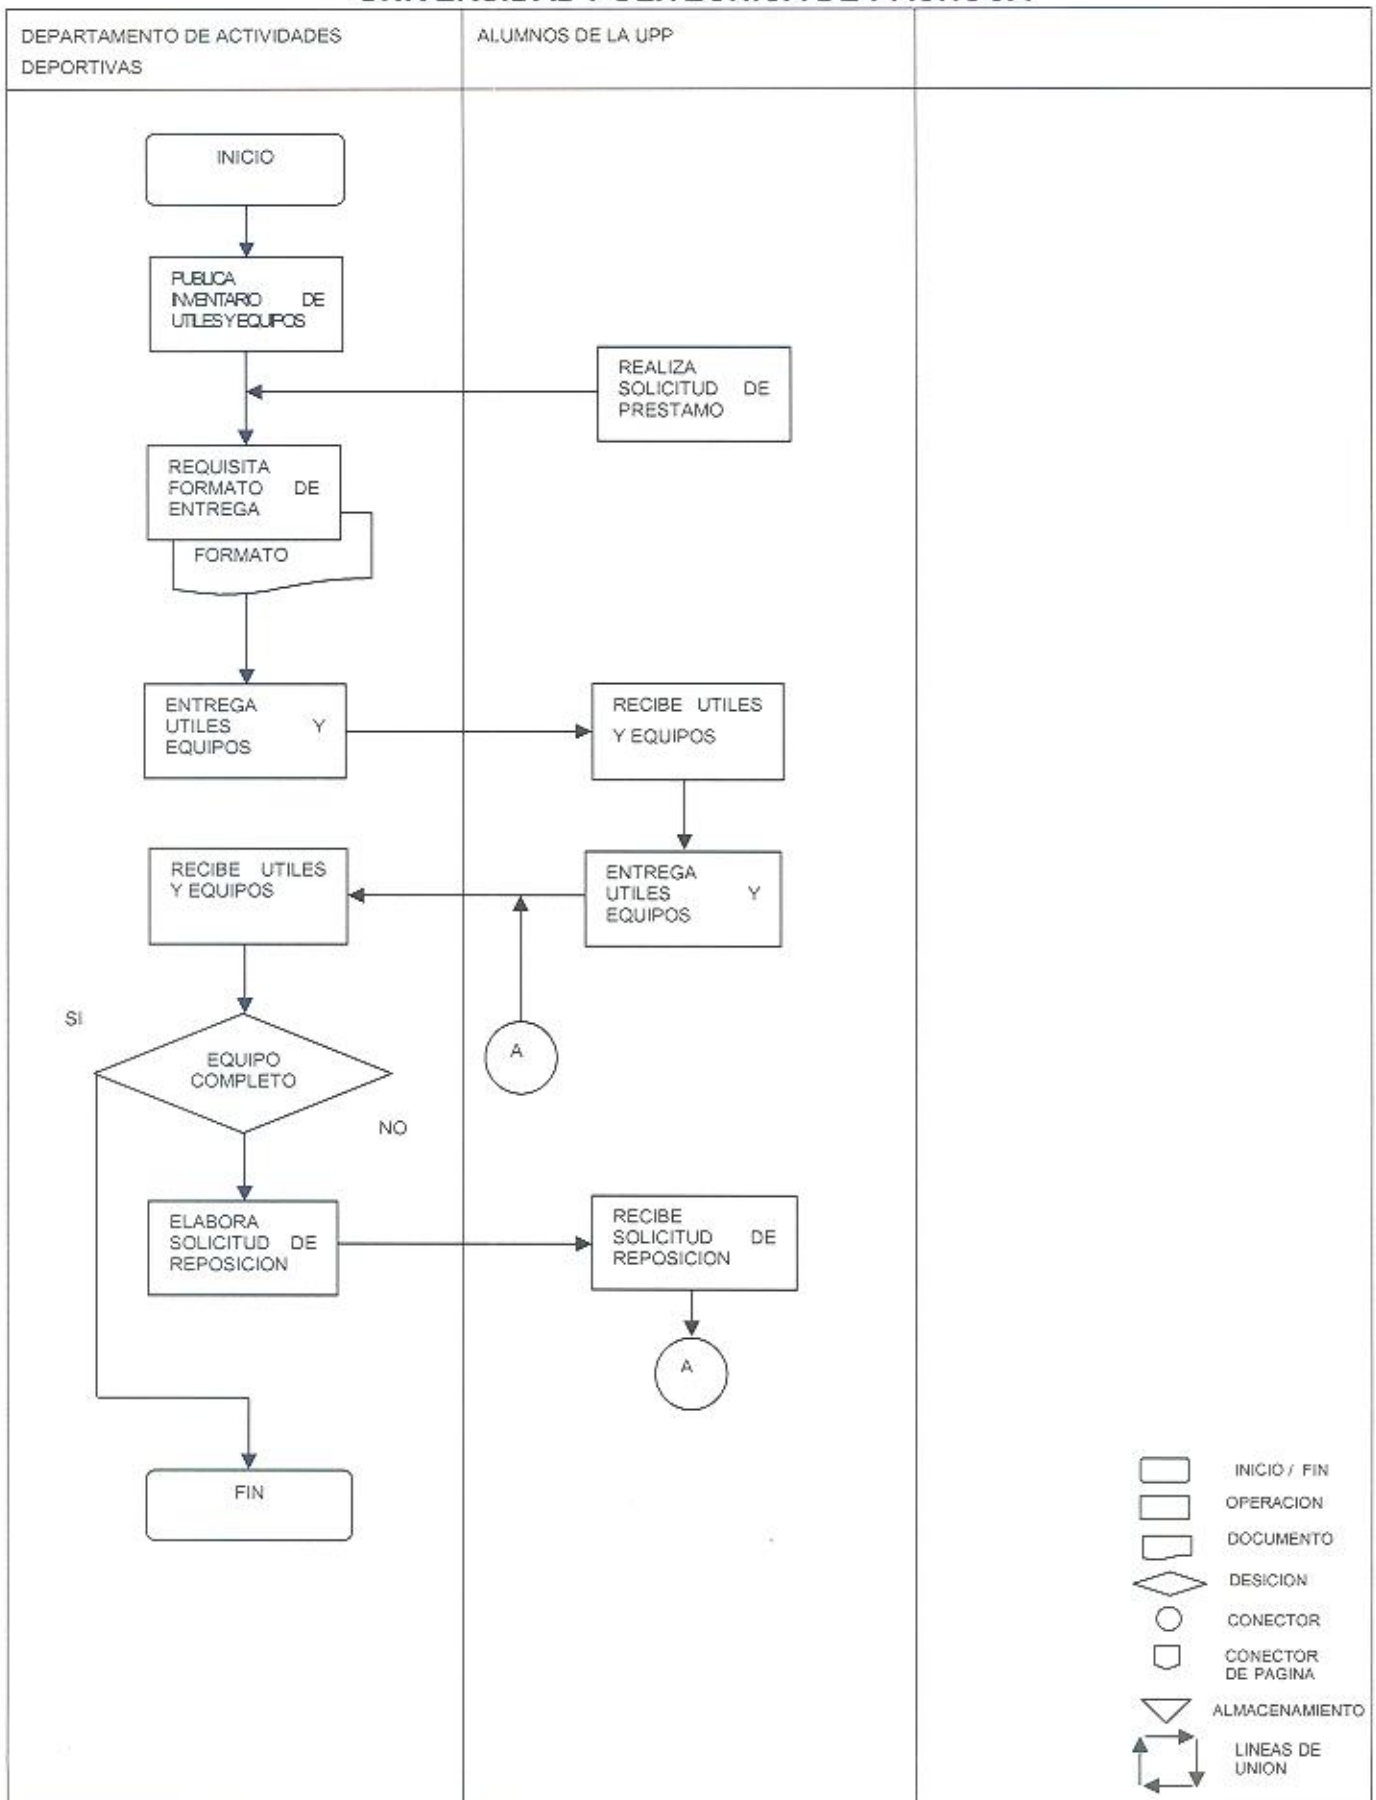 DEPARTAMENTO DE ACTIVIDADES
DEPORTIVAS
ALUMNOS DE LA UPP
INICIO
PUBLICA
INVENTARIO DE
UTILES Y EQUIPOS
REALIZA
SOLICITUD DE
PRESTAMO
REQUISITA
FORMATO DE
ENTREGA
FORMATO
ENTREGA
UTILES Y
EQUIPOS
RECIBE UTILES
Y EQUIPOS
RECIBE UTILES
Y EQUIPOS
ENTREGA
UTILES Y
EQUIPOS
SI
EQUIPO
COMPLETO
A
NO
ELABORA
SOLICITUD DE
REPOSICION
RECIBE
SOLICITUD DE
REPOSICION
A
FIN
INICIO / FIN
OPERACION
DOCUMENTO
DESICION
CONECTOR
CONECTOR
DE PAGINA
ALMACENAMIENTO
LINEAS DE
UNION